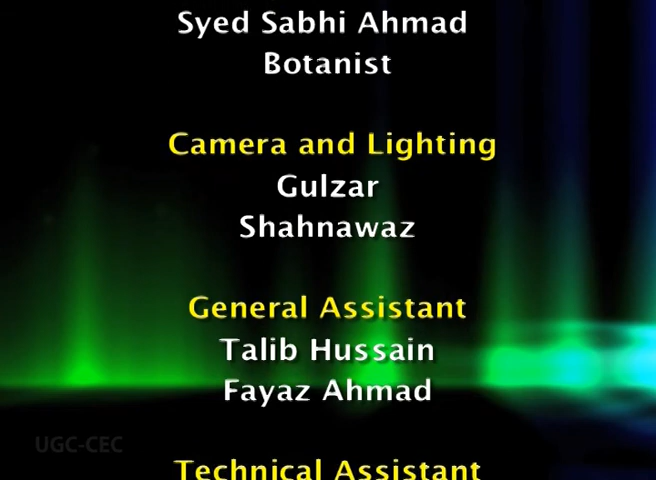 Syed Sabhi Ahmad
Botanist
Camera and Lighting
Gulzar
Shahnawaz
General Assistant
Talib Hussain
Fayaz Ahmad
UGC-CEC
Technical Assistant